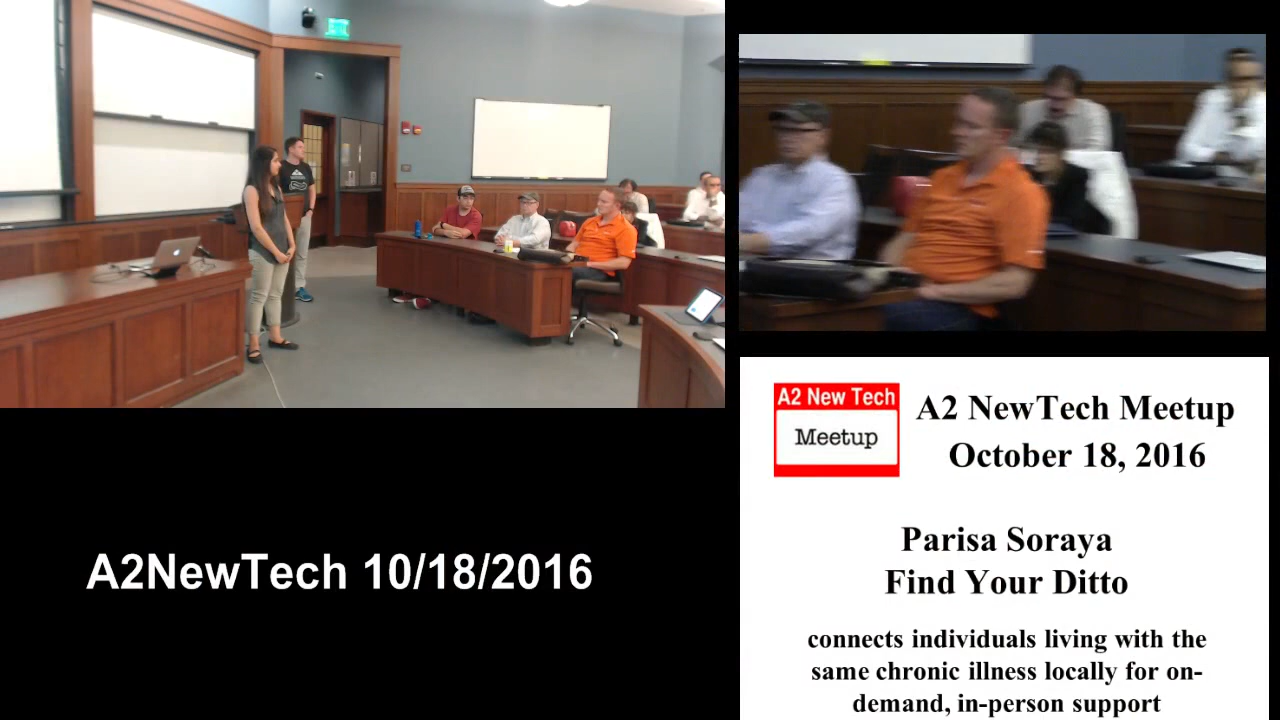 A2 New Tech
Meetup
A2 NewTech Meetup
October 18, 2016
Parisa Soraya
Find Your Ditto
connects individuals living with the
same chronic illness locally for on-
demand, in-person support
A2NewTech 10/18/2016